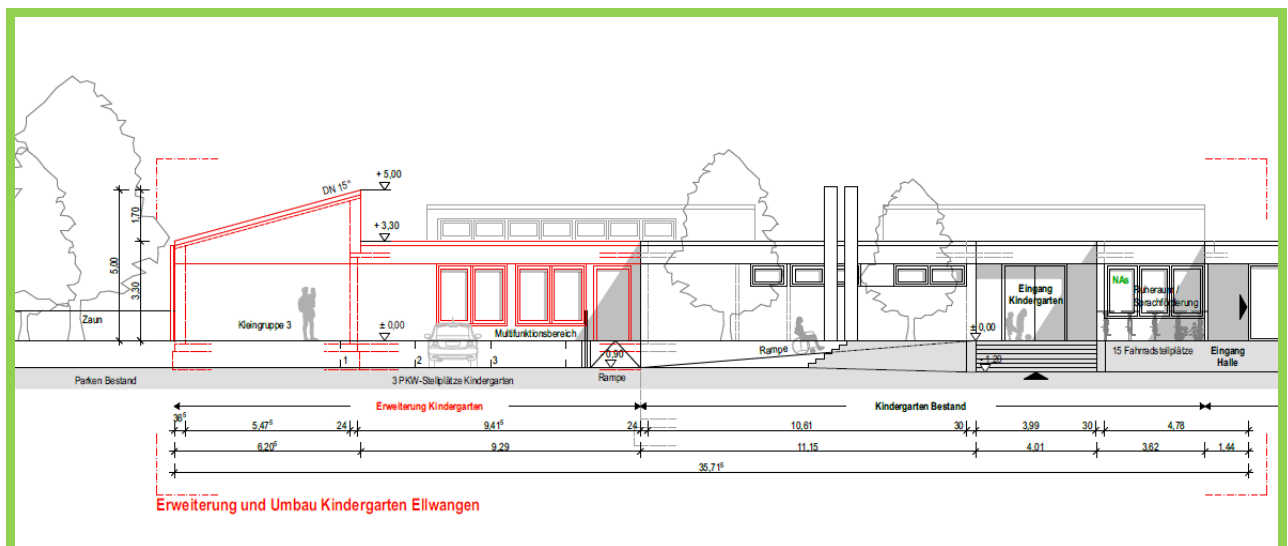 DN 15°
+ 5,00
+ 3,30
1,70
5,00
3,30
Zaun
Kleingruppe 3
± 0,00
Multifunktionsbereich
Eingang
Kindergarten
NAs
Ruheraum /
Sprachförderung
± 0,00
1
2
3
- 0,90
Rampe
Rampe
- 1,20
15 Fahrradstellplätze
Eingang
Halle
Parken Bestand
3 PKW-Stellplätze Kindergarten
Erweiterung Kindergarten
Kindergarten Bestand
36⁵
5,47⁵
24
9,41⁵
24
10,61
30
3,99
30
4,78
6,20⁵
9,29
11,15
4,01
3,62
1,44
35,71⁵
Erweiterung und Umbau Kindergarten Ellwangen